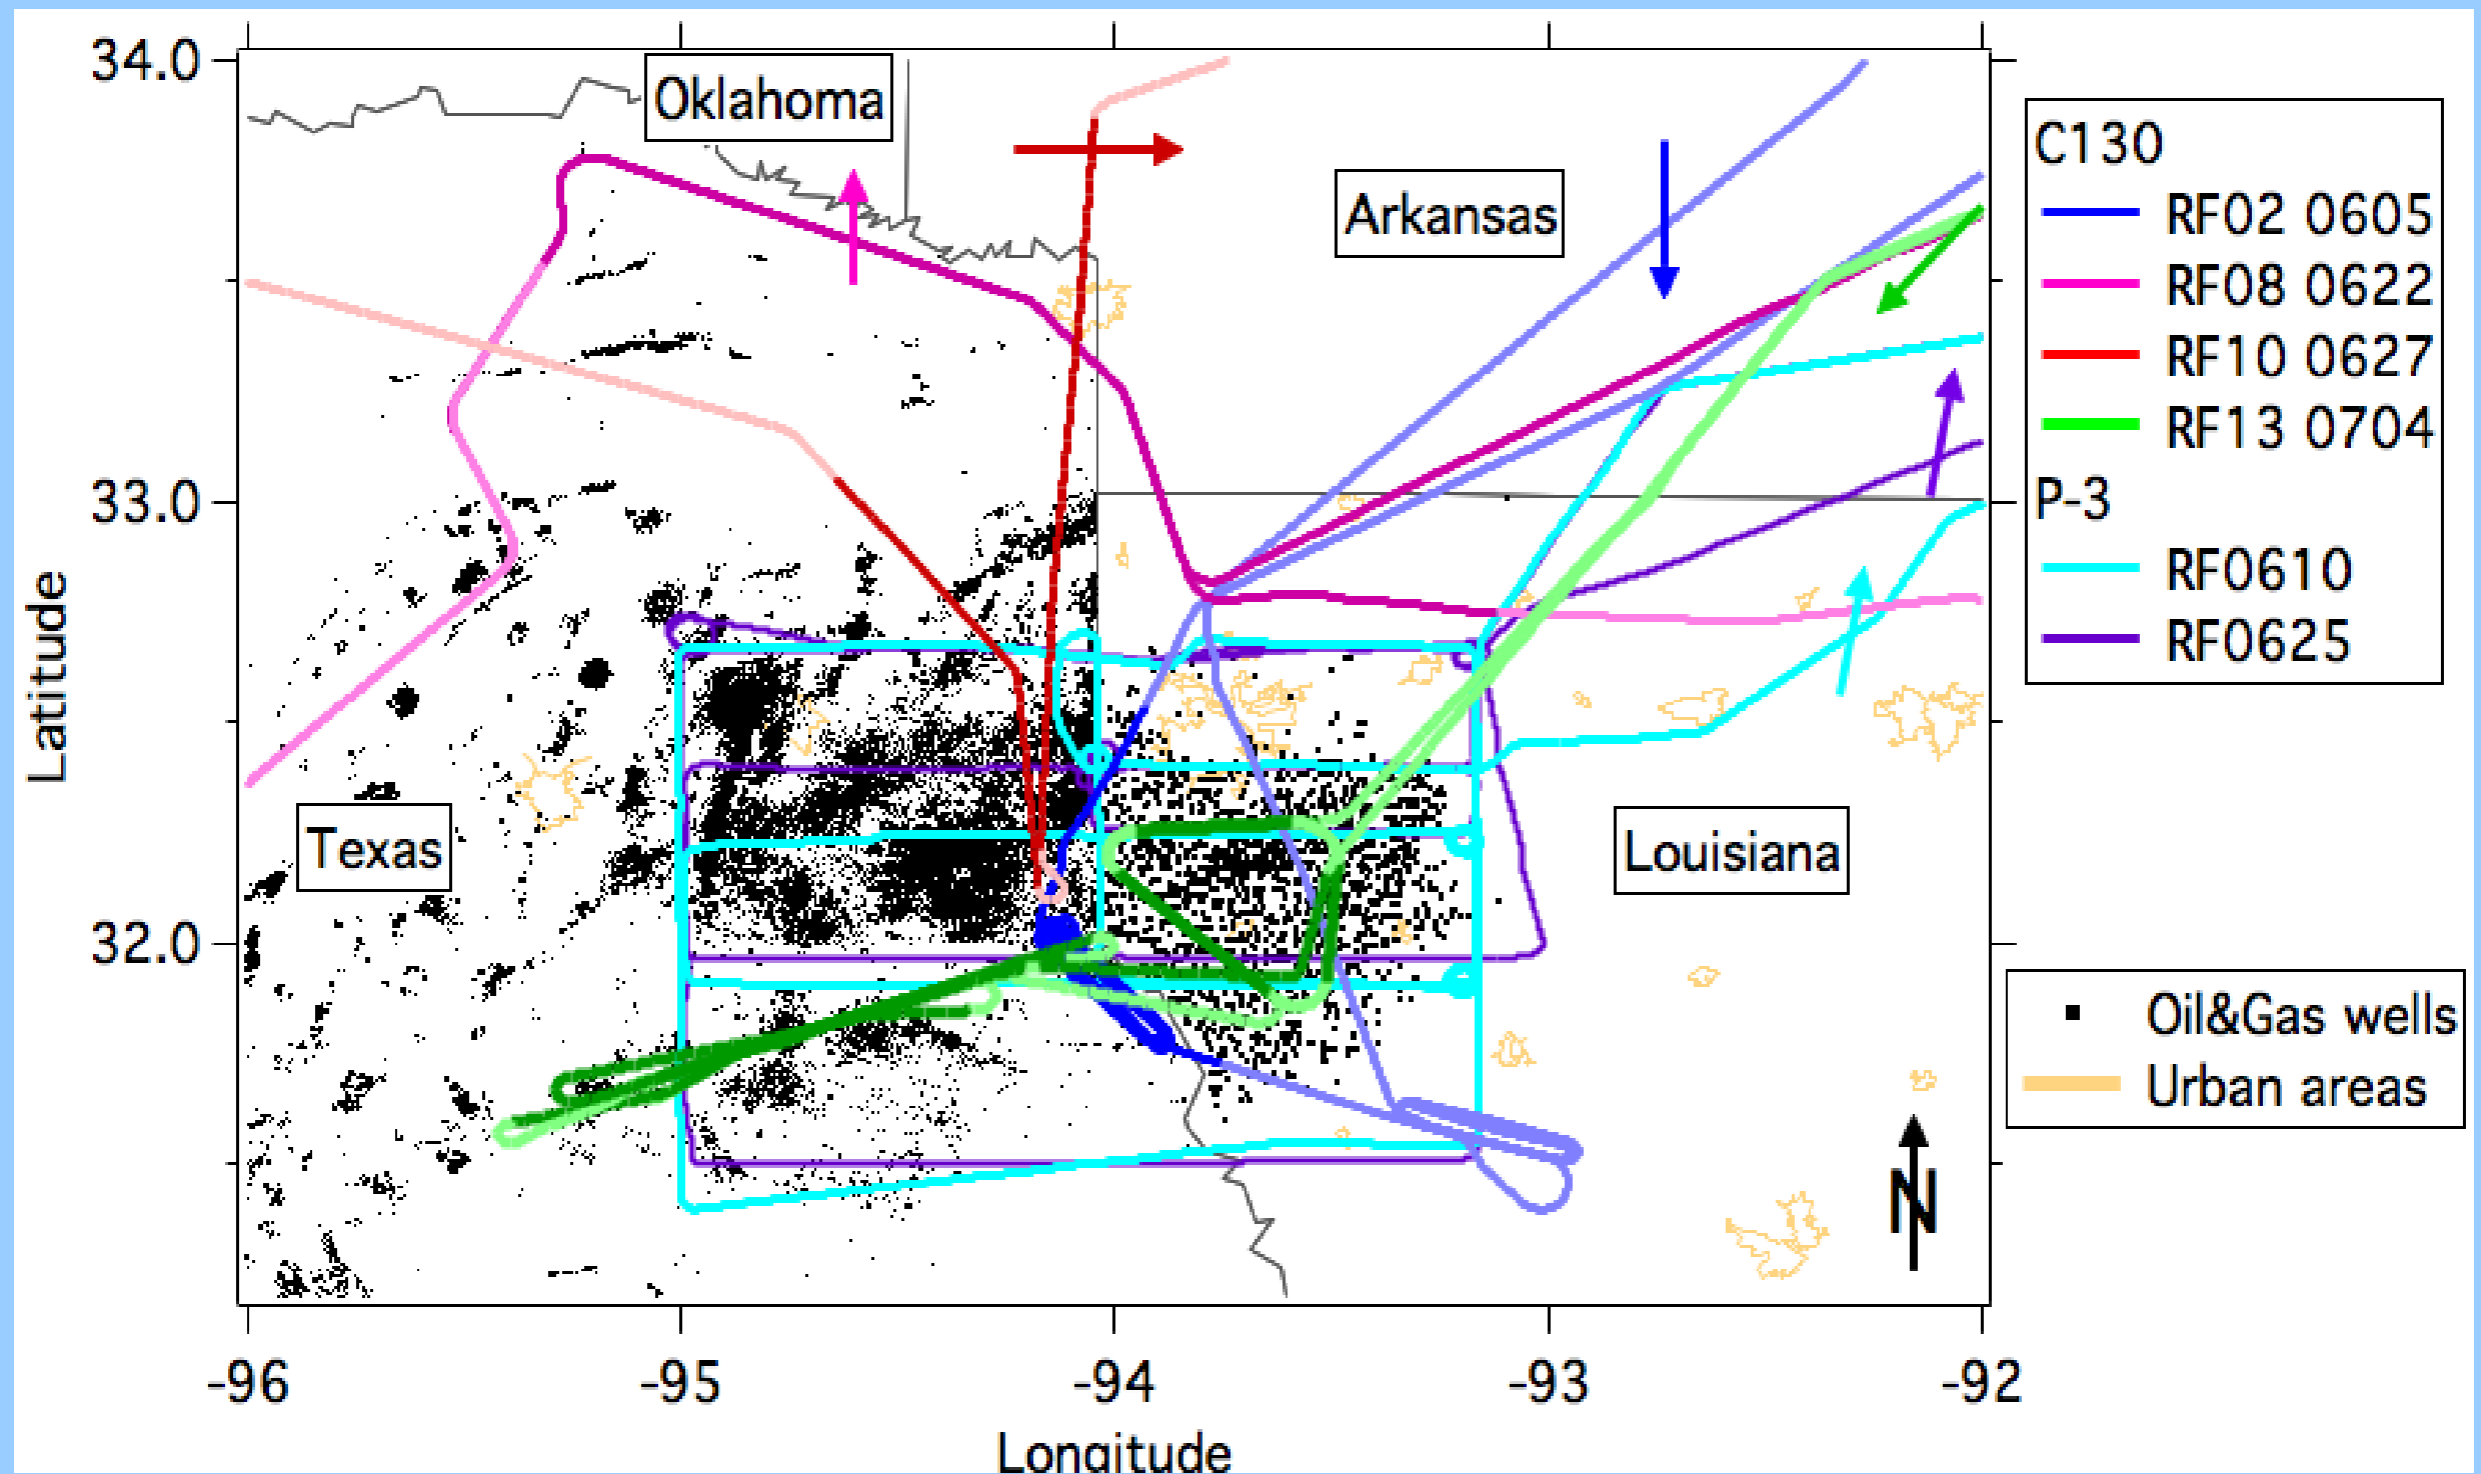 34.0
33.0
32.0
Latitude
-96
-95
-94
-93
-92
Longitude
Oklahoma
Arkansas
Texas
Louisiana
N
C130
RF02 0605
RF08 0622
RF10 0627
RF13 0704
P-3
RF0610
RF0625
Oil&Gas wells
Urban areas